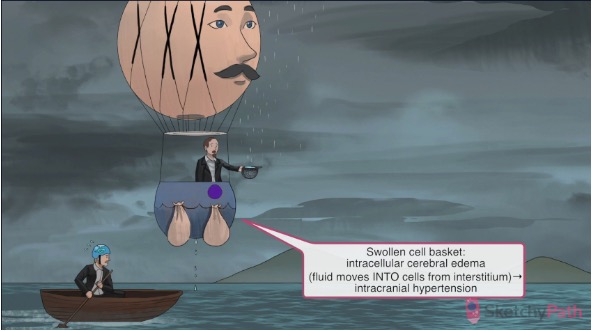 Swollen cell basket:
intracellular cerebral edema
(fluid moves INTO cells from interstitium)→
intracranial hypertension
SketchyPath